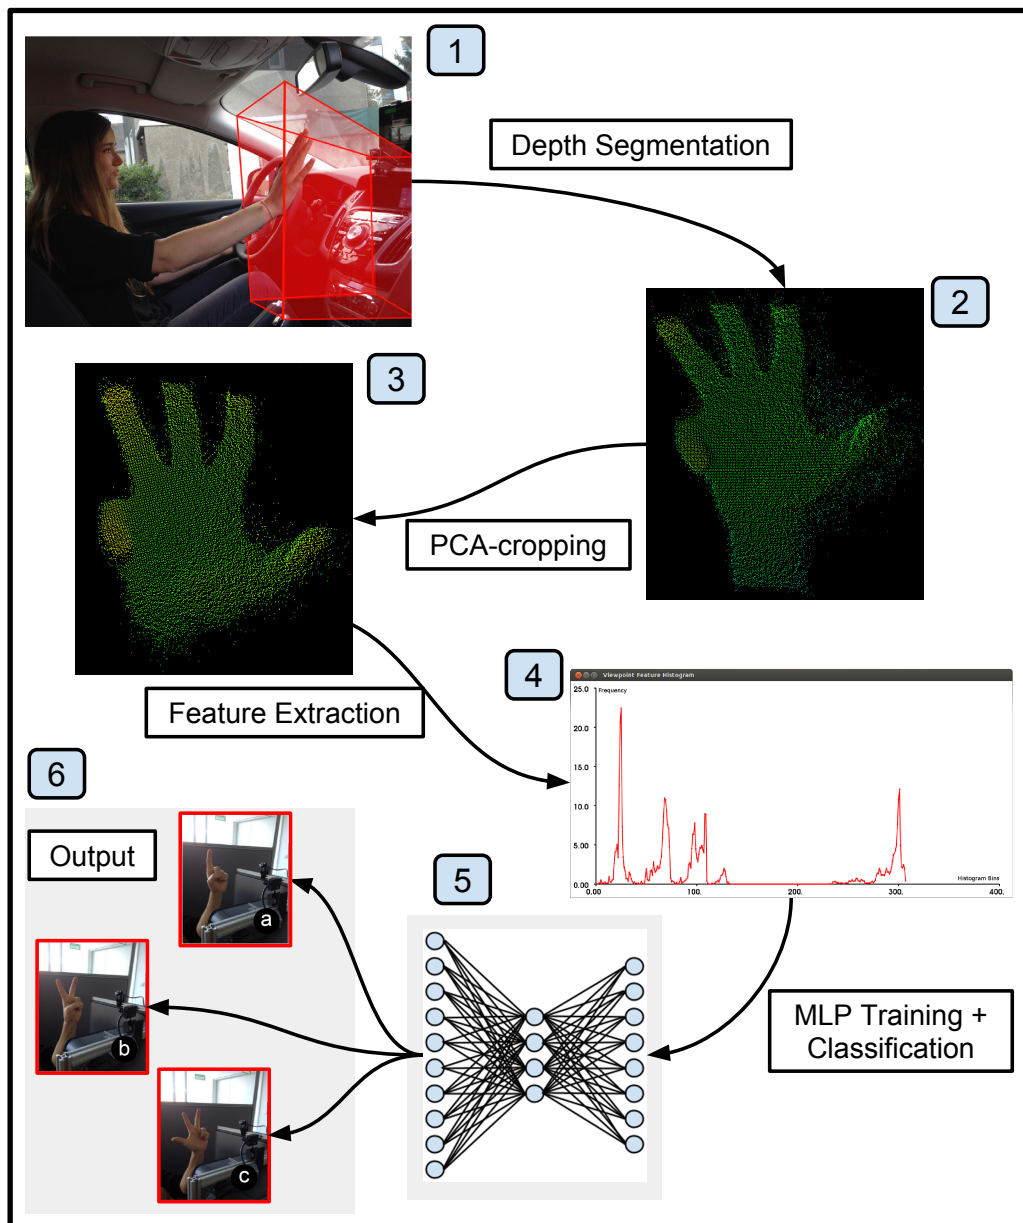 1
Depth Segmentation
2
3
PCA-cropping
4
Feature Extraction
Viewpoint Feature Histogram
Frequency
25.0
20.0
15.0
10.0
5.00
0.00
0.00
100.
200.
300.
400.
Histogram Bins
6
Output
a
b
c
5
MLP Training +
Classification